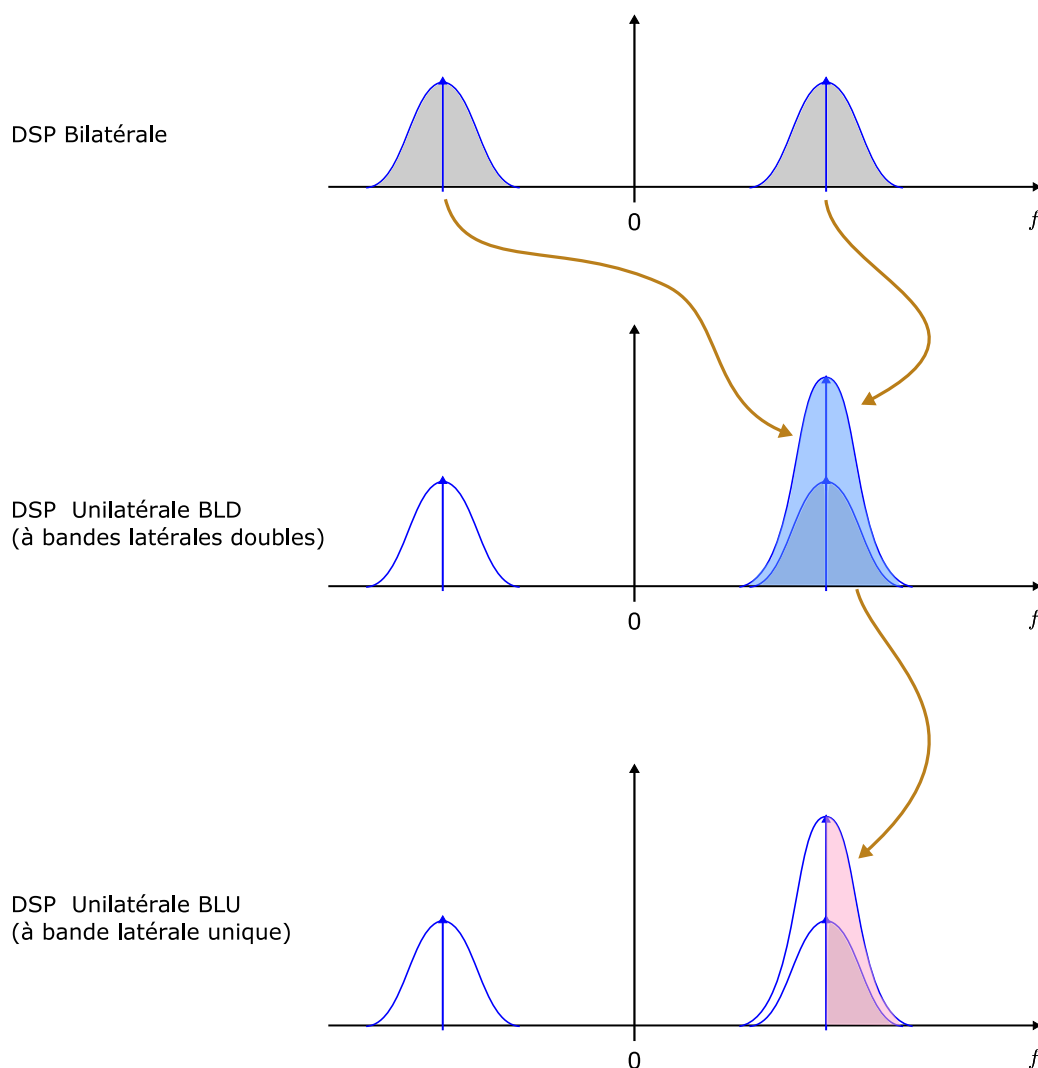 DSP Bilatérale
0
f
DSP  Unilatérale BLD
(à bandes latérales doubles)
0
f
DSP  Unilatérale BLU
(à bande latérale unique)
0
f